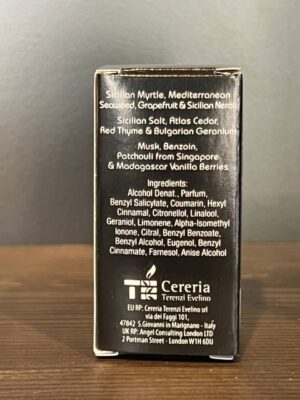 Sicilian Myrtle, Mediterranean
Seaweed, Grapefruit & Sicilian Neroli
Sicilian Salt, Atlas Cedar,
Red Thyme & Bulgarian Geranium
Musk, Benzoin,
Patchouli from Singapore
& Madagascar Vanilla Berries
Ingredients:
Alcohol Denat., Parfum,
Benzyl Salicylate, Coumarin, Hexyl
Cinnamal, Citronellol, Linalool,
Geraniol, Limonene, Alpha-Isomethyl
Ionone, Citral, Benzyl Benzoate,
Benzyl Alcohol, Eugenol, Benzyl
Cinnamate, Farnesol, Anise Alcohol
Cereria
Terenzi Evelino
EU RP: Cereria Terenzi Evelino srl
via dei Faggi 101,
47842 S.Giovanni in Marignano - Italy
UK RP: Angel Consulting London LTD
2 Portman Street - London W1H 6DU